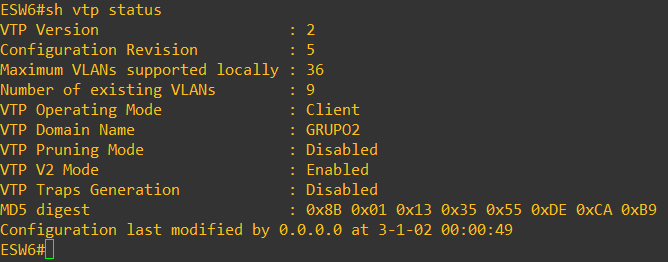 ESW6#sh vtp status
VTP Version                     : 2
Configuration Revision          : 5
Maximum VLANs supported locally : 36
Number of existing VLANs        : 9
VTP Operating Mode              : Client
VTP Domain Name                 : GRUPO2
VTP Pruning Mode                : Disabled
VTP V2 Mode                     : Enabled
VTP Traps Generation            : Disabled
MD5 digest                      : 0x8B 0x01 0x13 0x35 0x55 0xDE 0xCA 0xB9
Configuration last modified by 0.0.0.0 at 3-1-02 00:00:49
ESW6#